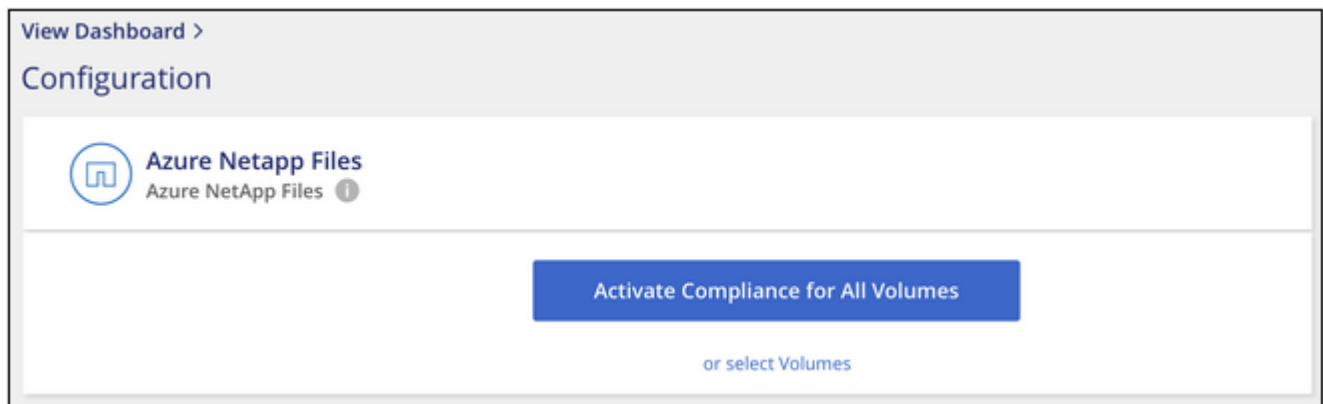 View Dashboard >
Configuration
Azure Netapp Files
Azure NetApp Files i
Activate Compliance for All Volumes
or select Volumes